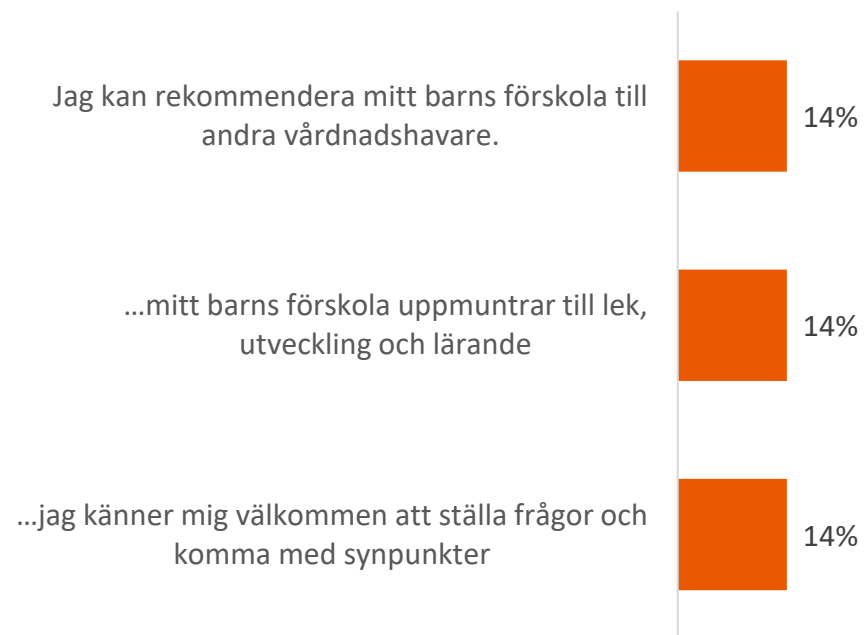 Jag kan rekommendera mitt barns förskola till
andra vårdnadshavare.
14%
…mitt barns förskola uppmuntrar till lek,
utveckling och lärande
14%
…jag känner mig välkommen att ställa frågor och
komma med synpunkter
14%